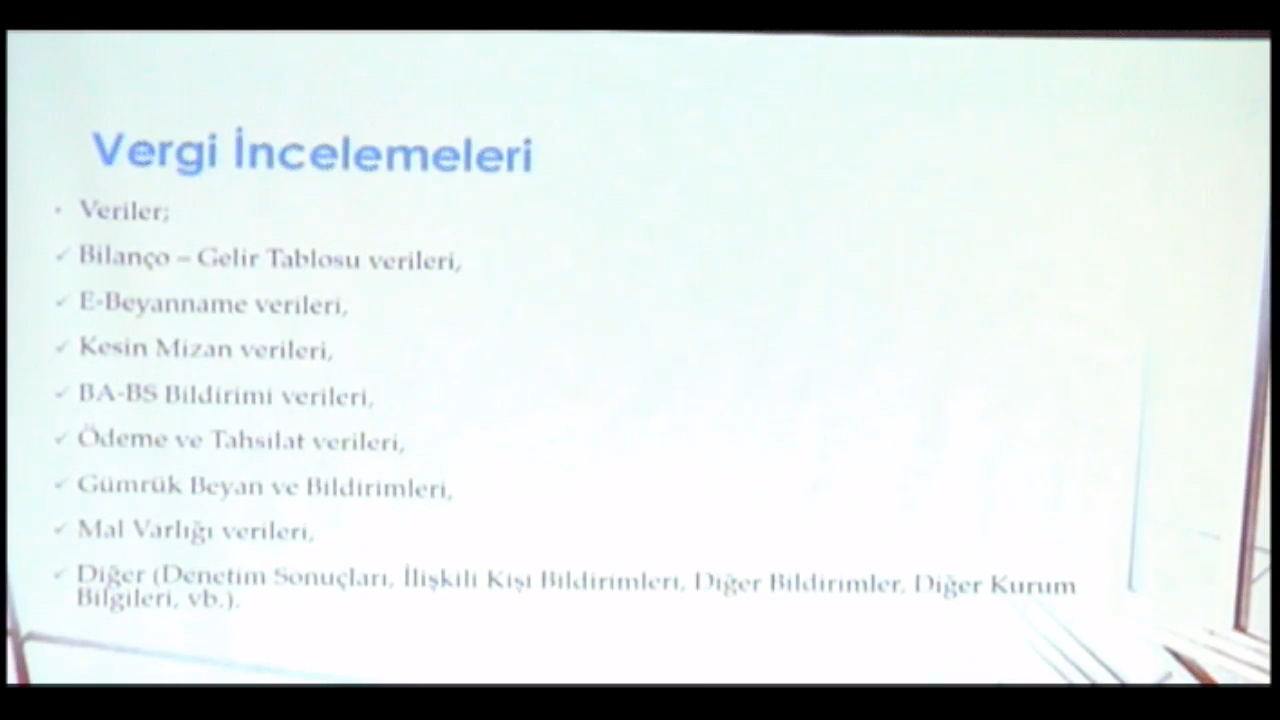 Vergi İncelemeleri
• Veriler;
✓ Bilanço – Gelir Tablosu verileri,
✓ E-Beyanname verileri,
✓ Kesin Mizan verileri,
✓ BA-BS Bildirimi verileri,
✓ Ödeme ve Tahsilat verileri,
✓ Gümrük Beyan ve Bildirimleri,
✓ Mal Varlığı verileri,
✓ Diğer (Denetim Sonuçları, İlişkili Kişi Bildirimleri, Diğer Bildirimler, Diğer Kurum
Bilgileri, vb.).